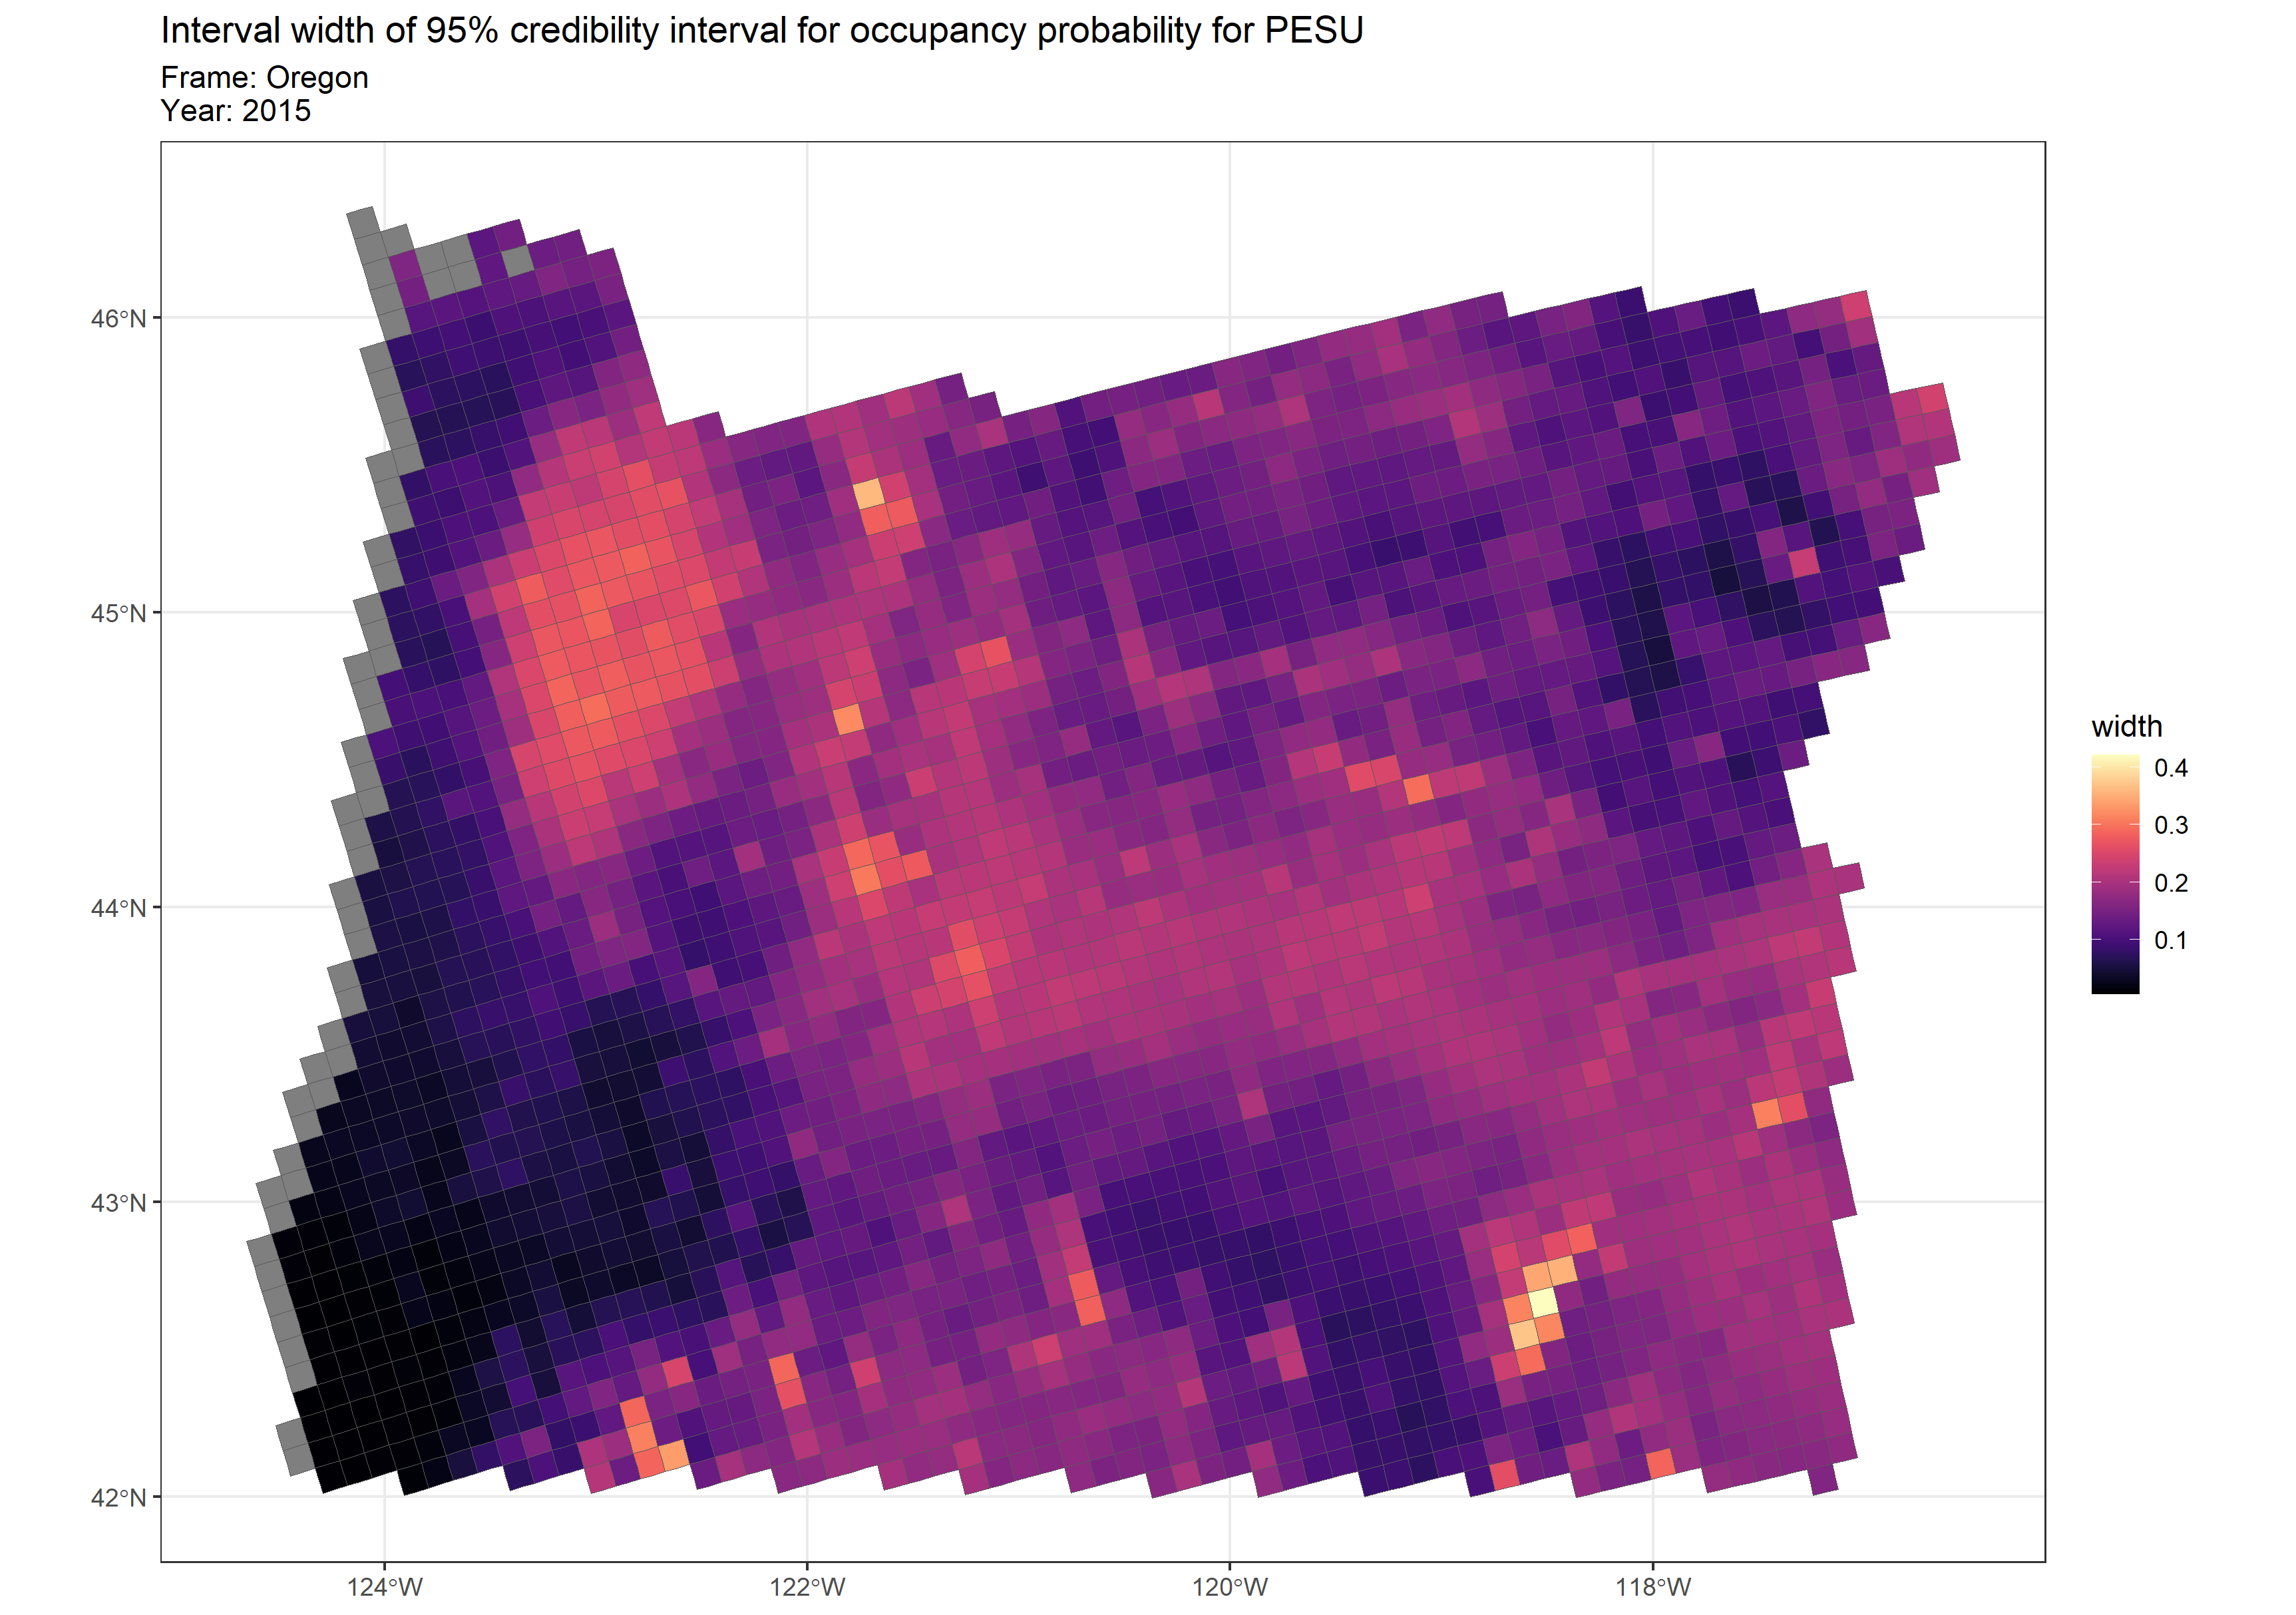 Interval width of 95% credibility interval for occupancy probability for PESU
Frame: Oregon
Year: 2015
46°N
45°N
44°N
43°N
42°N
124°W
122°W
120°W
118°W
width
0.4
0.3
0.2
0.1